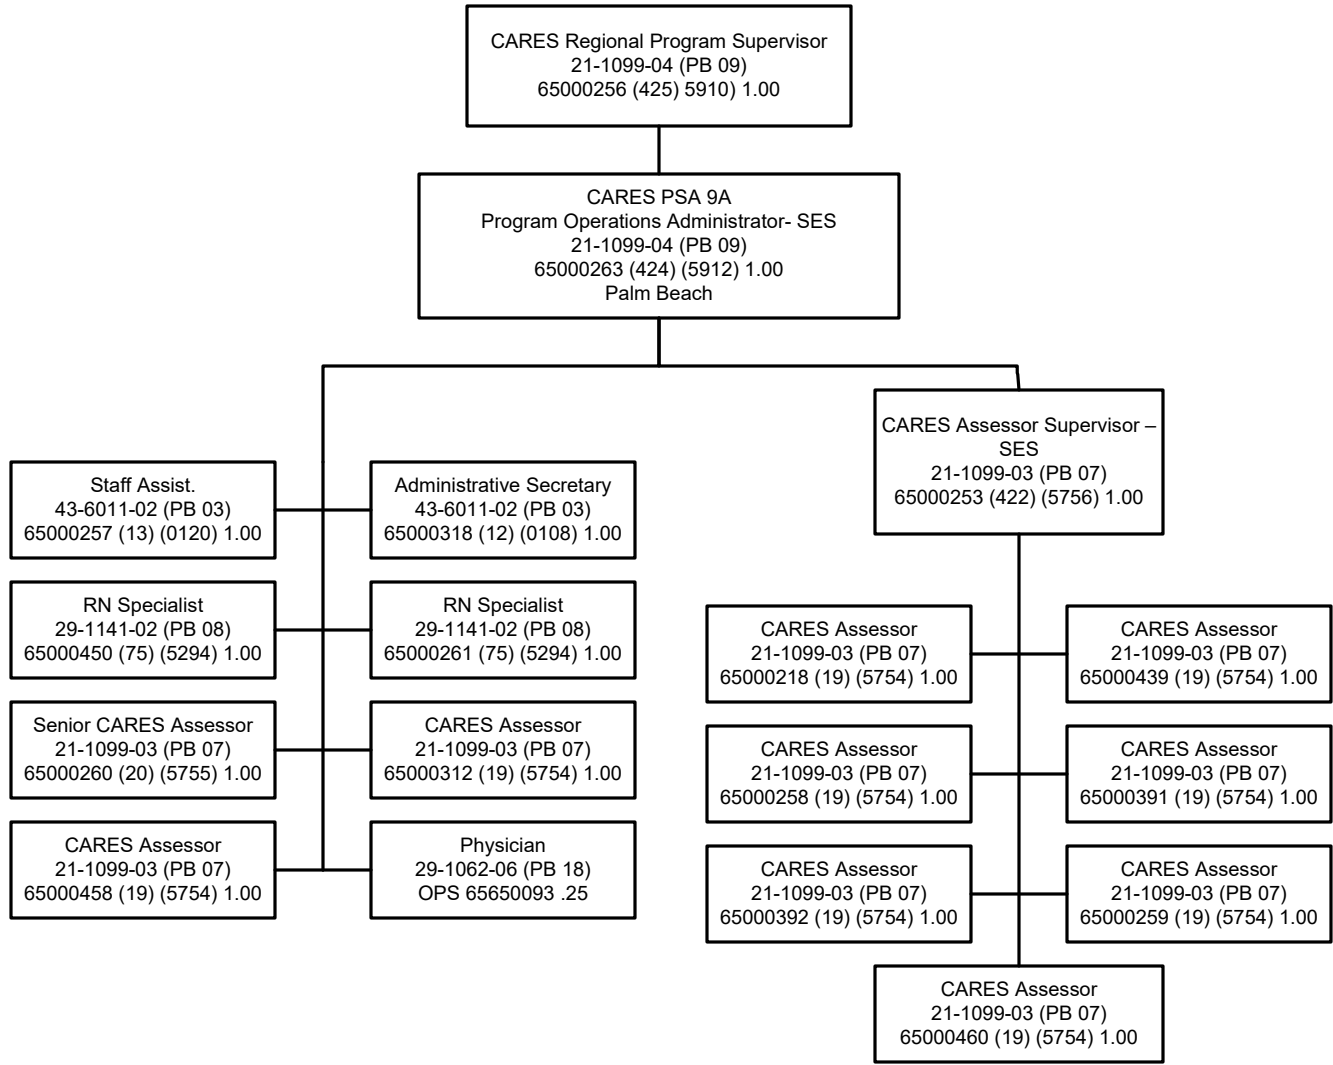 CARES Regional Program Supervisor
21-1099-04 (PB 09)
65000256 (425) 5910) 1.00
CARES PSA 9A
Program Operations Administrator- SES
21-1099-04 (PB 09)
65000263 (424) (5912) 1.00
Palm Beach
Staff Assist.
43-6011-02 (PB 03)
65000257 (13) (0120) 1.00
Administrative Secretary
43-6011-02 (PB 03)
65000318 (12) (0108) 1.00
RN Specialist
29-1141-02 (PB 08)
65000450 (75) (5294) 1.00
RN Specialist
29-1141-02 (PB 08)
65000261 (75) (5294) 1.00
Senior CARES Assessor
21-1099-03 (PB 07)
65000260 (20) (5755) 1.00
CARES Assessor
21-1099-03 (PB 07)
65000312 (19) (5754) 1.00
CARES Assessor
21-1099-03 (PB 07)
65000458 (19) (5754) 1.00
Physician
29-1062-06 (PB 18)
OPS 65650093 .25
CARES Assessor Supervisor –
SES
21-1099-03 (PB 07)
65000253 (422) (5756) 1.00
CARES Assessor
21-1099-03 (PB 07)
65000218 (19) (5754) 1.00
CARES Assessor
21-1099-03 (PB 07)
65000439 (19) (5754) 1.00
CARES Assessor
21-1099-03 (PB 07)
65000258 (19) (5754) 1.00
CARES Assessor
21-1099-03 (PB 07)
65000391 (19) (5754) 1.00
CARES Assessor
21-1099-03 (PB 07)
65000392 (19) (5754) 1.00
CARES Assessor
21-1099-03 (PB 07)
65000259 (19) (5754) 1.00
CARES Assessor
21-1099-03 (PB 07)
65000460 (19) (5754) 1.00